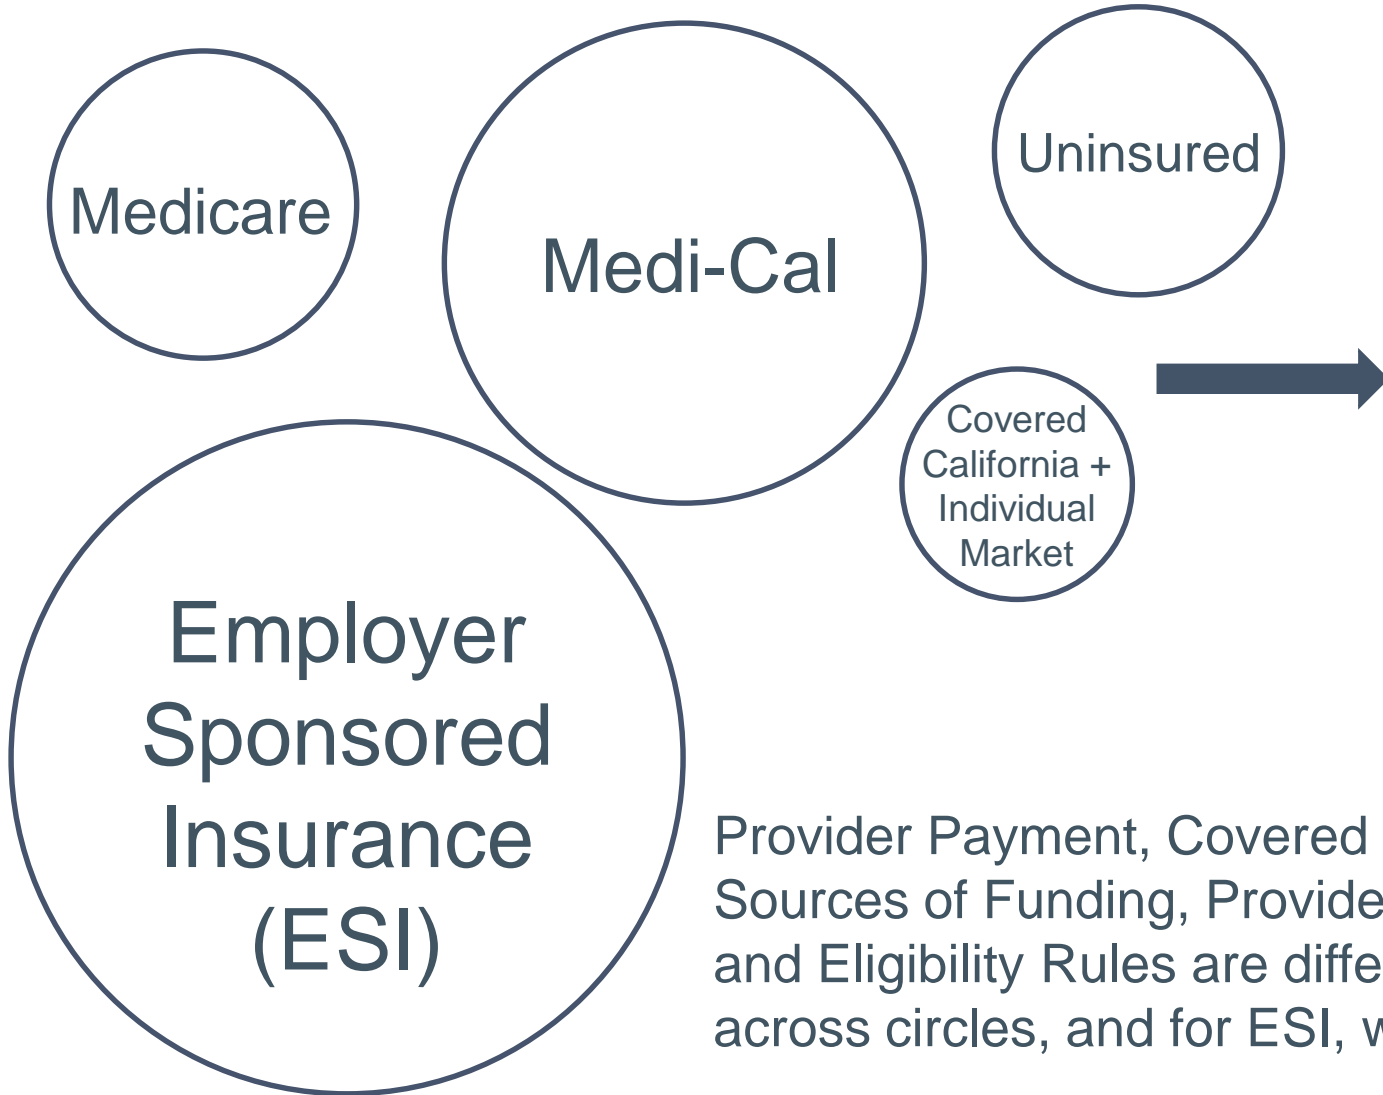 Medicare
Medi-Cal
Uninsured
Covered
California +
Individual
Market
Employer
Sponsored
Insurance
(ESI)
Provider Payment, Covered
Sources of Funding, Provide
and Eligibility Rules are diffe
across circles, and for ESI, w